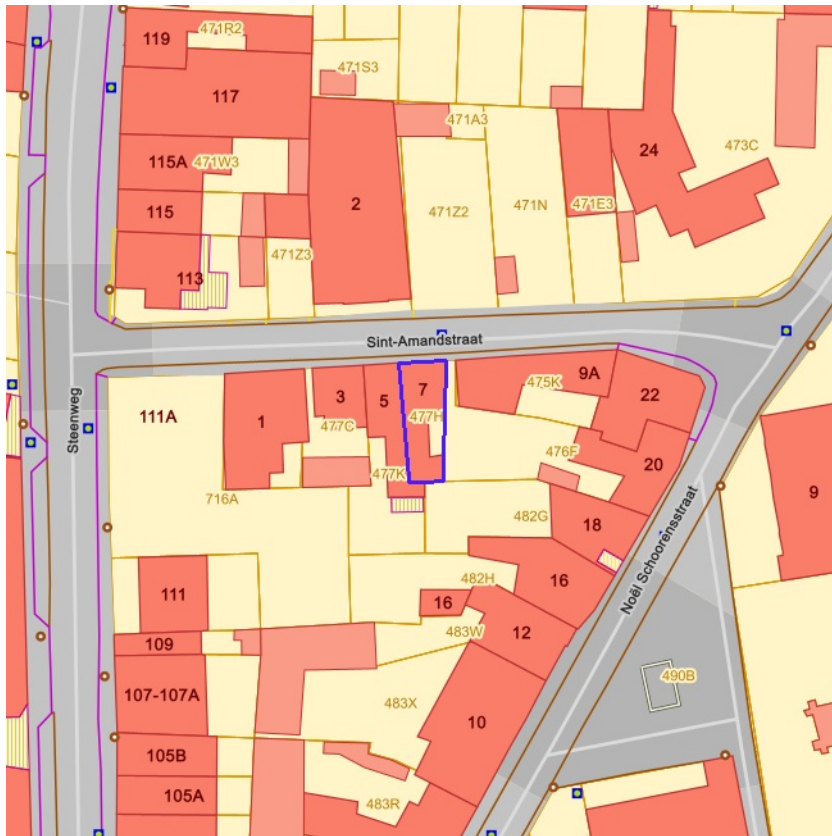 119
471R2
471S3
117
471A3
115A
471W3
24
473C
2
471Z2
471N
471E3
115
471Z3
113
Sint-Amandstraat
Steenweg
111A
1
3
477C
5
7
477H
475K
9A
22
476F
20
477K
716A
482G
18
9
Noël Schoorensstraat
111
482H
16
16
483W
12
109
107-107A
490B
483X
10
105B
105A
483R